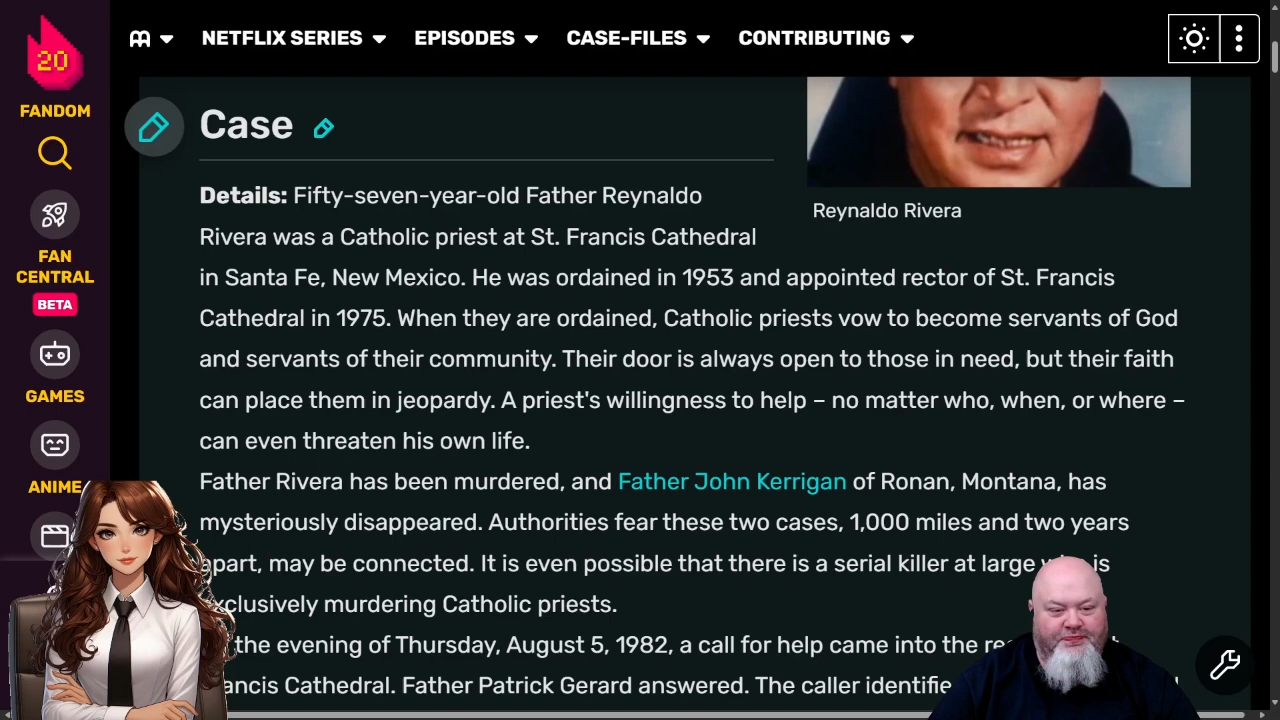 20
FANDOM
FAN
CENTRAL
BETA
GAMES
ANIME
NETFLIX SERIES
EPISODES
CASE-FILES
CONTRIBUTING
Case
Reynaldo Rivera
Details: Fifty-seven-year-old Father Reynaldo
Rivera was a Catholic priest at St. Francis Cathedral
in Santa Fe, New Mexico. He was ordained in 1953 and appointed rector of St. Francis
Cathedral in 1975. When they are ordained, Catholic priests vow to become servants of God
and servants of their community. Their door is always open to those in need, but their faith
can place them in jeopardy. A priest's willingness to help – no matter who, when, or where –
can even threaten his own life.
Father Rivera has been murdered, and Father John Kerrigan of Ronan, Montana, has
mysteriously disappeared. Authorities fear these two cases, 1,000 miles and two years
apart, may be connected. It is even possible that there is a serial killer at large who is
exclusively murdering Catholic priests.
the evening of Thursday, August 5, 1982, a call for help came into the
Francis Cathedral. Father Patrick Gerard answered. The caller